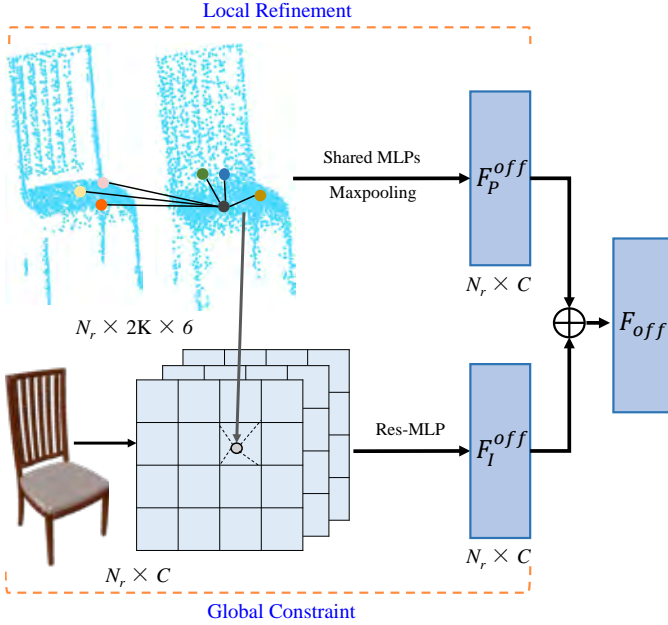 Local Refinement
Shared MLPs
Maxpooling
F_P^{off}
N_r × C
N_r × 2K × 6
F_{off}
Res-MLP
F_I^{off}
N_r × C
N_r × C
Global Constraint